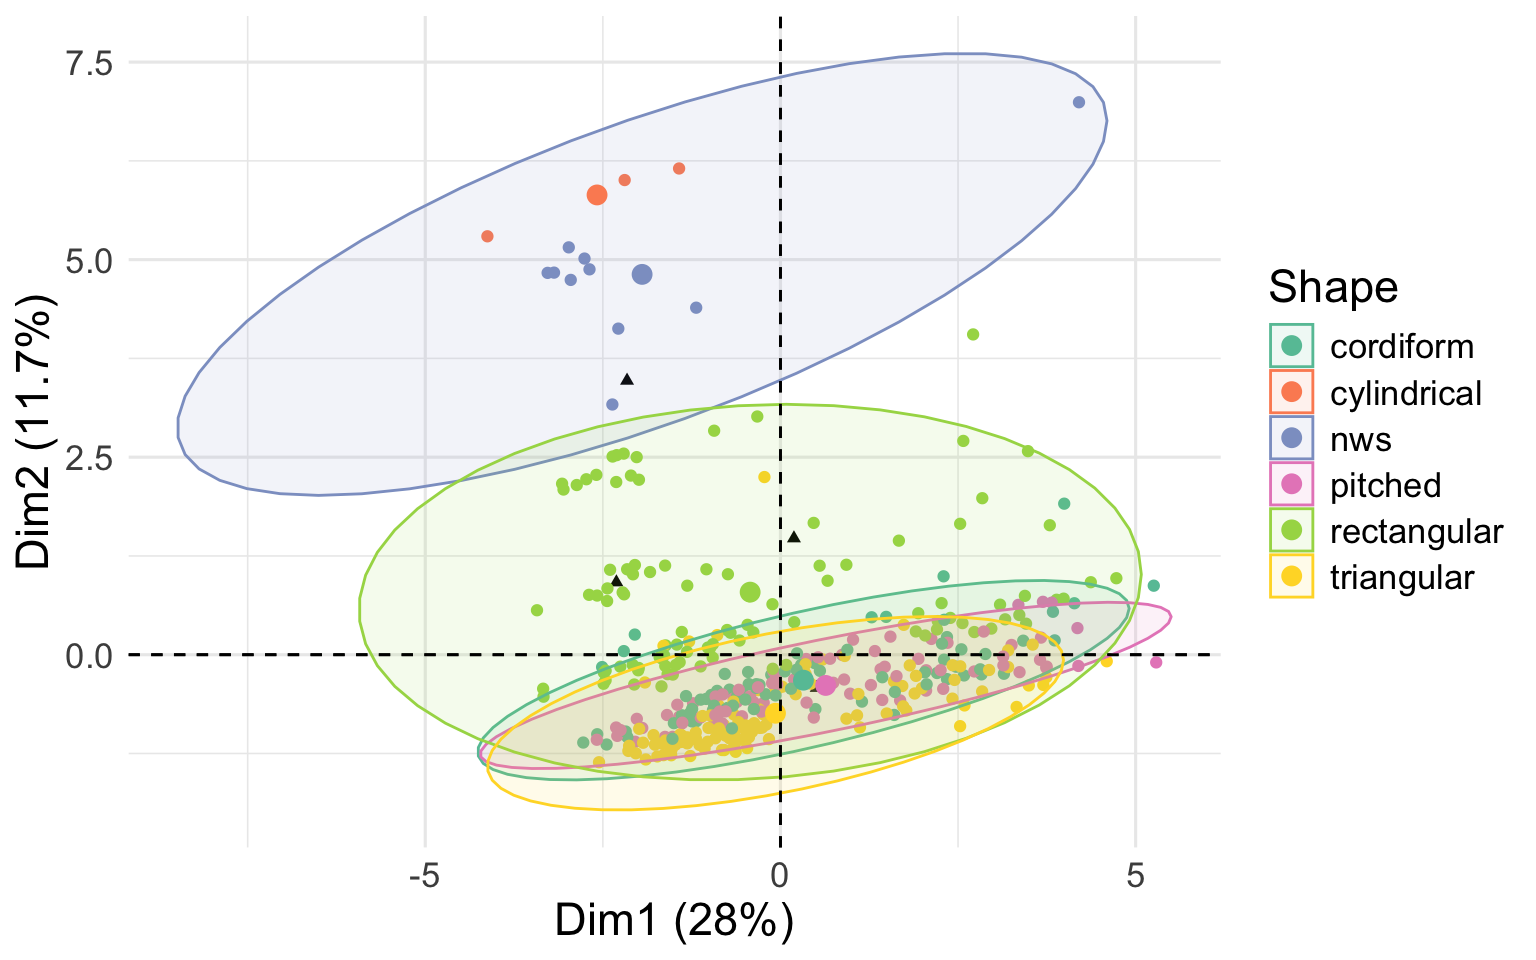 7.5
5.0
2.5
0.0
-5
0
5
Dim1 (28%)
Dim2 (11.7%)
Shape
cordiform
cylindrical
nws
pitched
rectangular
triangular